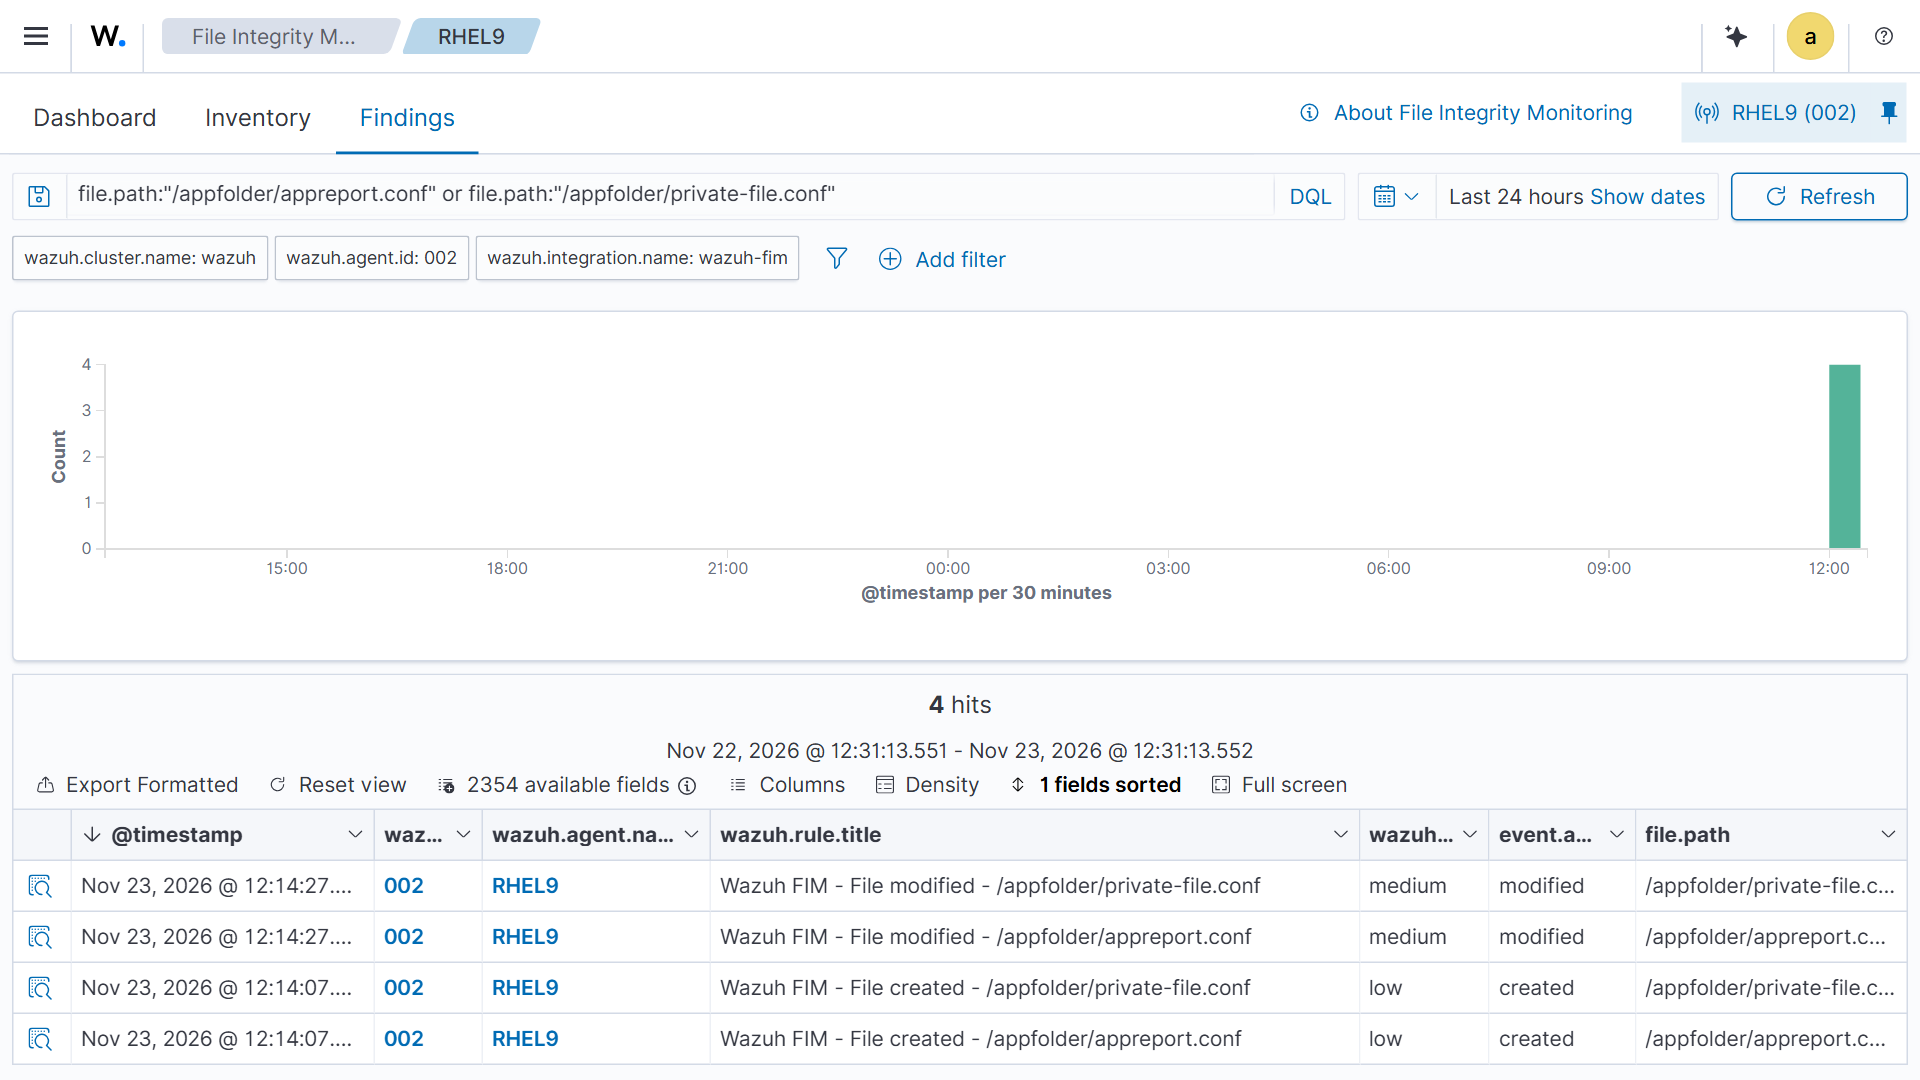 W. File Integrity M... RHEL9 a
Dashboard Inventory Findings About File Integrity Monitoring RHEL9 (002)
file.path:"/appfolder/appreport.conf" or file.path:"/appfolder/private-file.conf" DQL Last 24 hours Show dates Refresh
wazuh.cluster.name: wazuh wazuh.agent.id: 002 wazuh.integration.name: wazuh-fim Add filter
4
3
2
1
0
Count
15:00 18:00 21:00 00:00 03:00 06:00 09:00 12:00
@timestamp per 30 minutes
4 hits
Nov 22, 2026 @ 12:31:13.551 - Nov 23, 2026 @ 12:31:13.552
Export Formatted Reset view 2354 available fields Columns Density 1 fields sorted Full screen
@timestamp waz... wazuh.agent.na... wazuh.rule.title wazuh... event.a... file.path
Nov 23, 2026 @ 12:14:27.... 002 RHEL9 Wazuh FIM - File modified - /appfolder/private-file.conf medium modified /appfolder/private-file.c...
Nov 23, 2026 @ 12:14:27.... 002 RHEL9 Wazuh FIM - File modified - /appfolder/appreport.conf medium modified /appfolder/appreport.c...
Nov 23, 2026 @ 12:14:07.... 002 RHEL9 Wazuh FIM - File created - /appfolder/private-file.conf low created /appfolder/private-file.c...
Nov 23, 2026 @ 12:14:07.... 002 RHEL9 Wazuh FIM - File created - /appfolder/appreport.conf low created /appfolder/appreport.c...